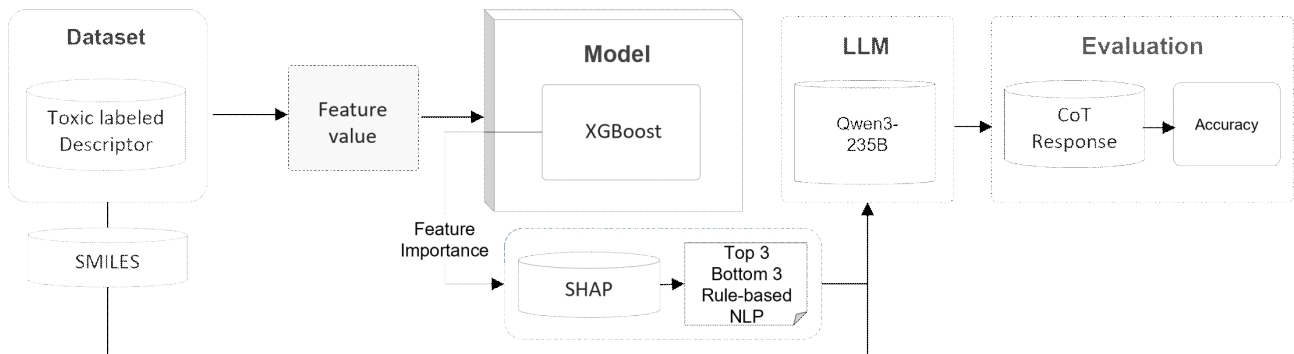 Dataset
Toxic labeled
Descriptor
SMILES
Feature
value
Model
XGBoost
Feature
Importance
SHAP
Top 3
Bottom 3
Rule-based
NLP
LLM
Qwen3-
235B
Evaluation
CoT
Response
Accuracy